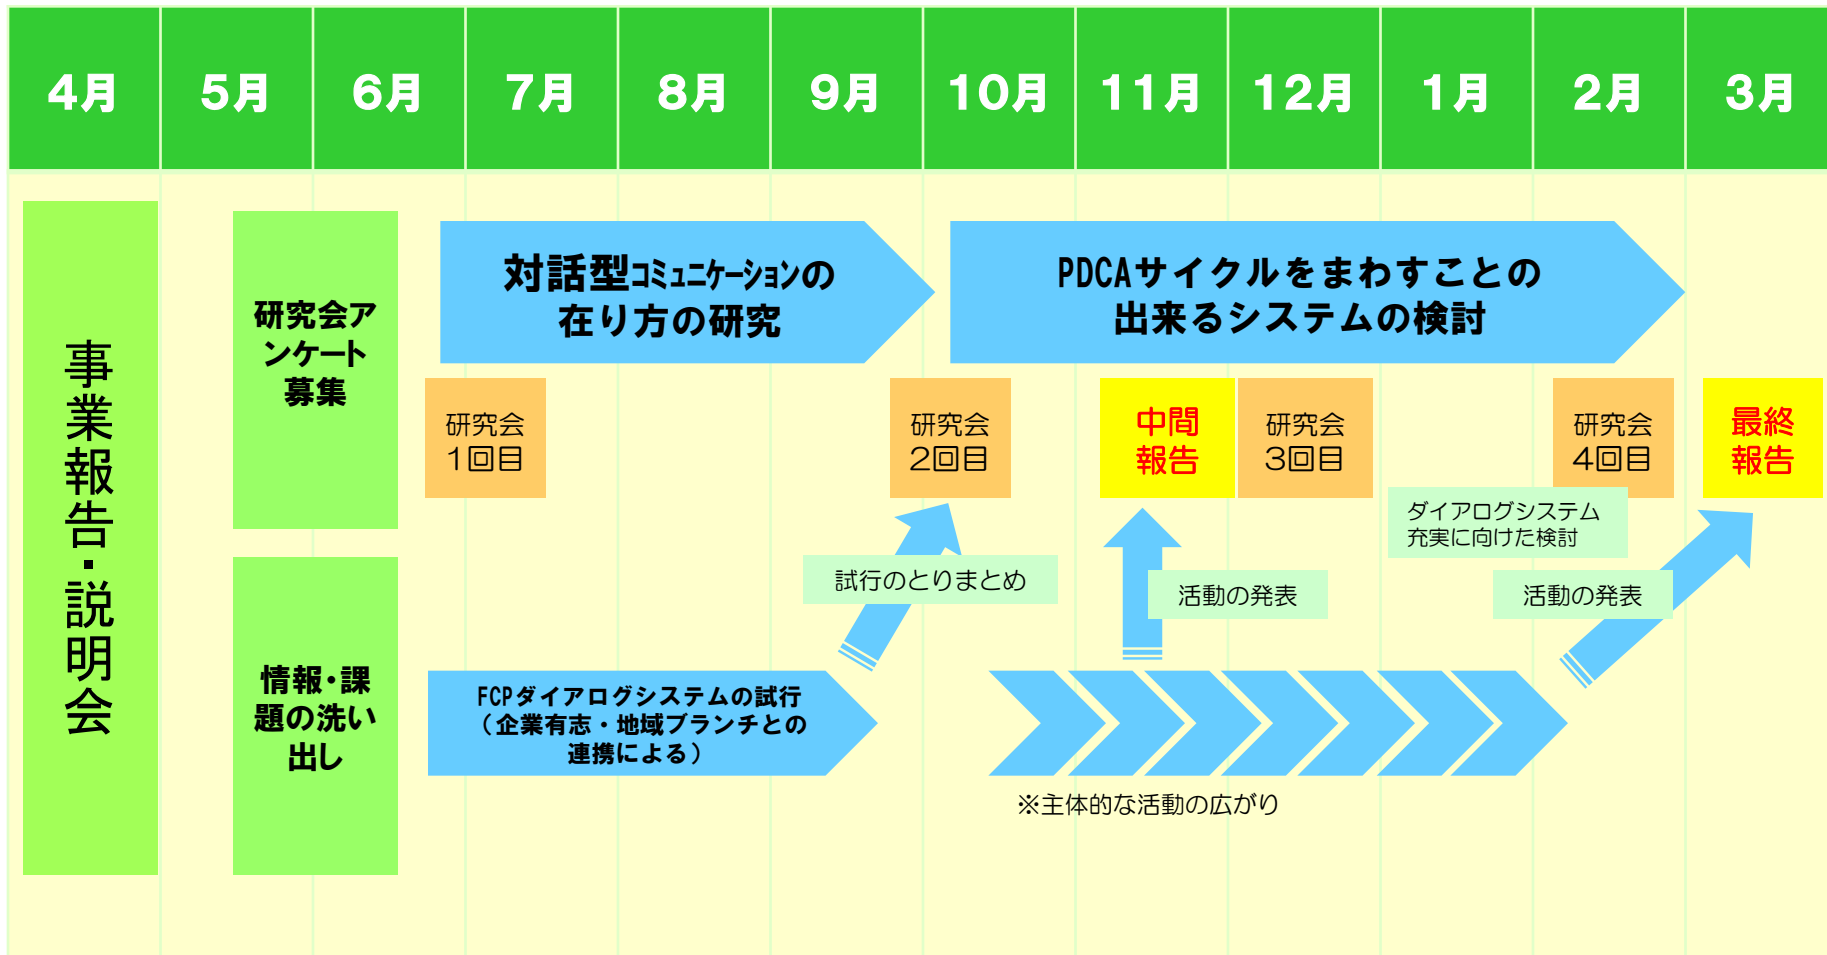 4月 5月 6月 7月 8月 9月 10月 11月 12月 1月 2月 3月
事業報告・説明会
研究会ア
ンケート
募集
情報・課
題の洗い
出し
対話型ｺﾐｭﾆｹｰｼｮﾝの
在り方の研究
PDCAサイクルをまわすことの
出来るシステムの検討
研究会
1回目
研究会
2回目
中間
報告
研究会
3回目
研究会
4回目
最終
報告
ダイアログシステム
充実に向けた検討
試行のとりまとめ
活動の発表
活動の発表
FCPダイアログシステムの試行
（企業有志・地域ブランチとの
連携による）
※主体的な活動の広がり